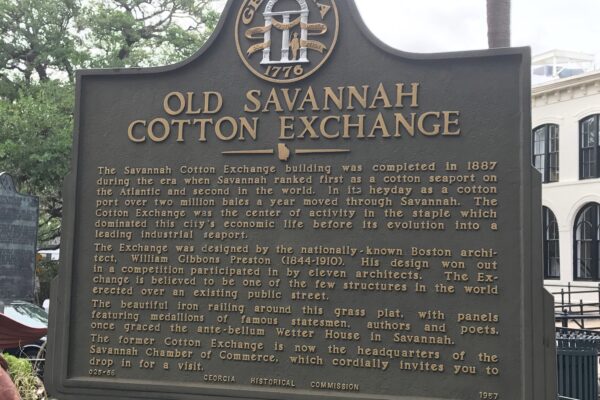 GEORGIA
1776
OLD SAVANNAH
COTTON EXCHANGE
The Savannah Cotton Exchange building was completed in 1887
during the era when Savannah ranked first as a cotton seaport on
the Atlantic and second in the world. In its heyday as a cotton
port over two million bales a year moved through Savannah. The
Cotton Exchange was the center of activity in the staple which
dominated this city's economic life before its evolution into a
leading industrial seaport.
The Exchange was designed by the nationally-known Boston archi-
tect, William Gibbons Preston (1844-1910). His design won out
in a competition participated in by eleven architects. The Ex-
change is believed to be one of the few structures in the world
erected over an existing public street.
The beautiful iron railing around this grass plat, with panels
featuring medallions of famous statesmen, authors and poets,
once graced the ante-bellum Wetter House in Savannah.
The former Cotton Exchange is now the headquarters of the
Savannah Chamber of Commerce, which cordially invites you to
drop in for a visit.
025-66 GEORGIA HISTORICAL COMMISSION 1957